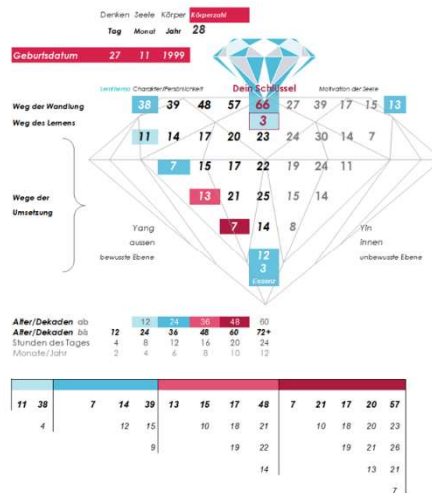 Denken Seele Körper Körperzahl
Tag Monat Jahr 28
Geburtsdatum 27 11 1999
Lernthema Charakter/Persönlichkeit Dein Schlüssel Motivation der Seele
Weg der Wandlung 38 39 48 57 66 27 39 17 15 13
Weg des Lernens 3
11 14 17 20 23 24 30 14 7
7 15 17 22 19 24 11
Wege der 13 21 25 15 14
Umsetzung
7 14 8
Yang Yin
aussen innen
bewusste Ebene 12 unbewusste Ebene
3
Essenz
Alter/Dekaden ab 12 24 36 48 60
Alter/Dekaden bis 12 24 36 48 60 72+
Stunden des Tages 4 8 12 16 20 24
Monate/Jahr 2 4 6 8 10 12
11 38 7 14 39 13 15 17 48 7 21 17 20 57
4 12 15 10 18 21 10 18 20 23
9 19 22 19 21 26
14 13 21
7